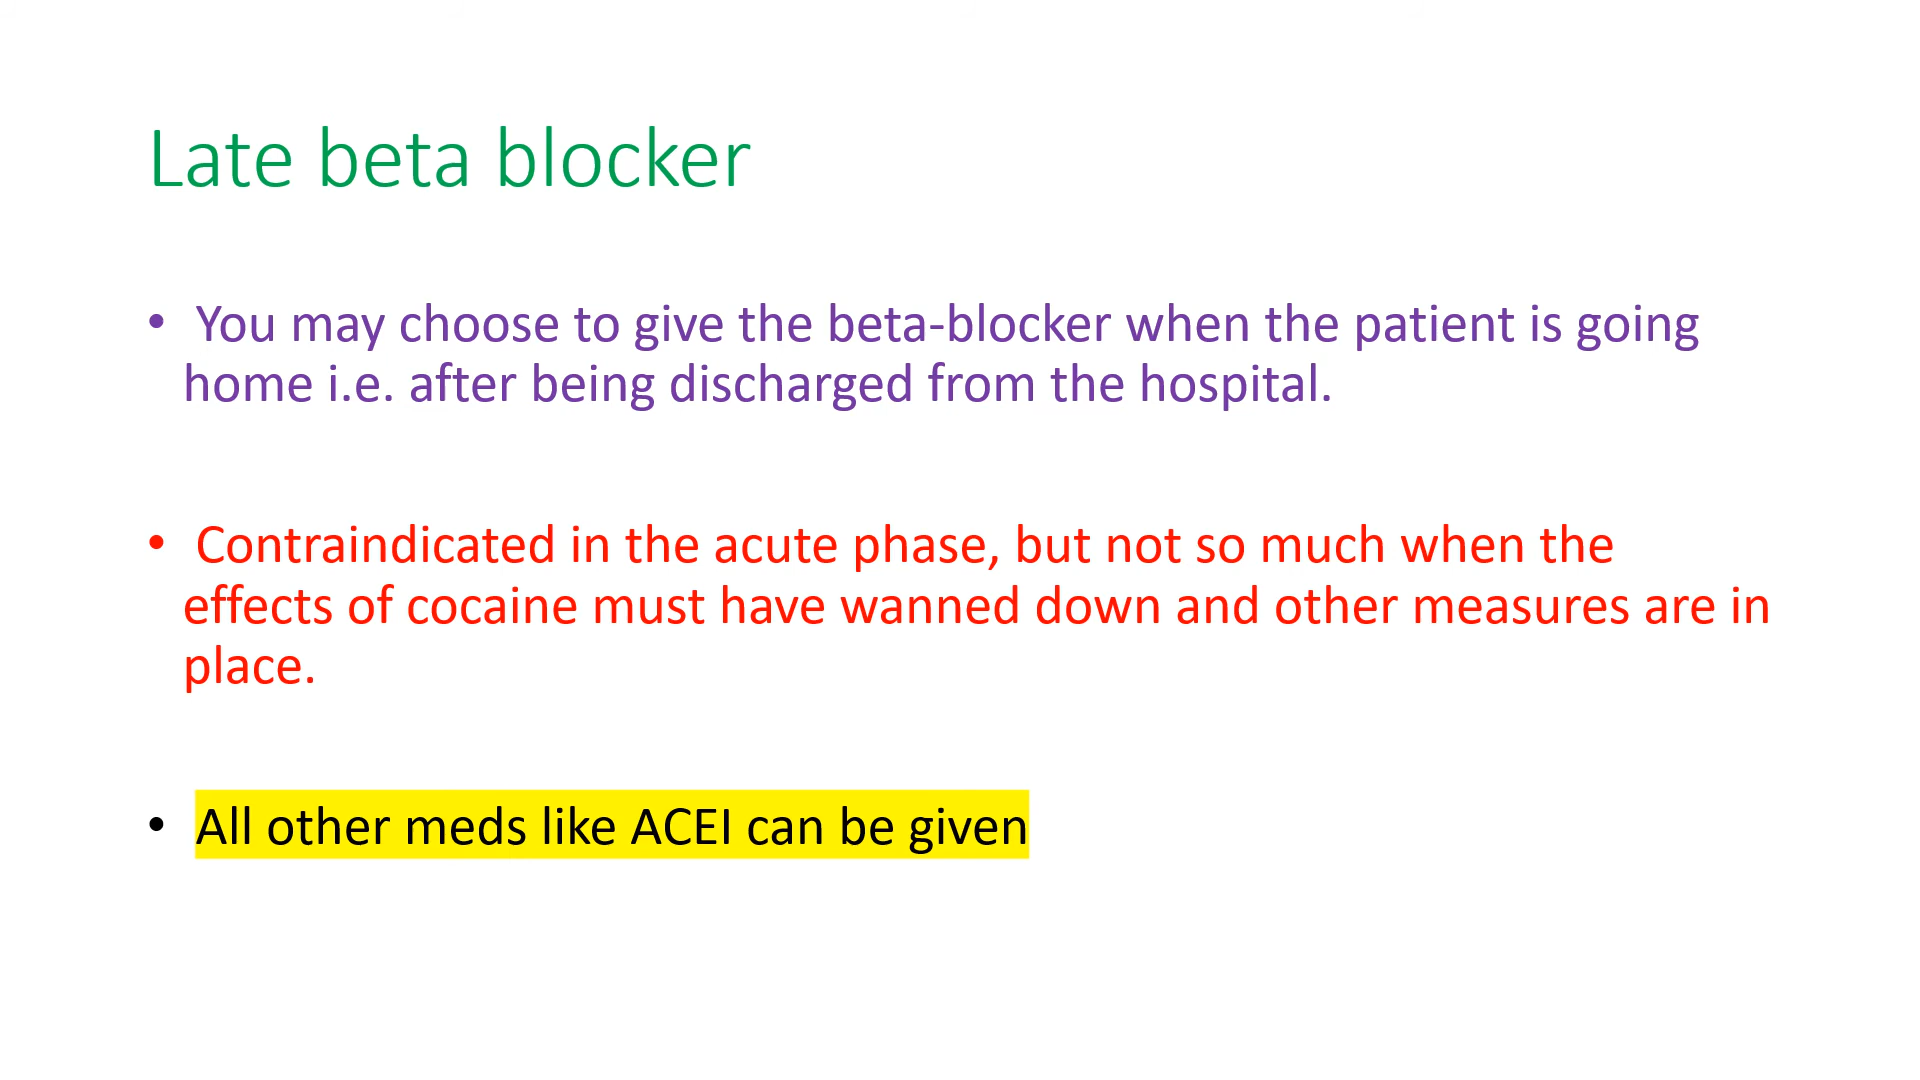 Late beta blocker
• You may choose to give the beta-blocker when the patient is going
home i.e. after being discharged from the hospital.
• Contraindicated in the acute phase, but not so much when the
effects of cocaine must have wanned down and other measures are in
place.
• All other meds like ACEI can be given